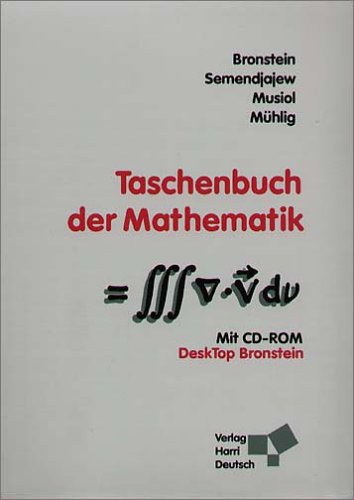 Bronstein
Semendjajew
Musiol
Mühlig
Taschenbuch
der Mathematik
= ∭ ∇ · V⃗ dv
Mit CD-ROM
DeskTop Bronstein
Verlag
Harri
Deutsch